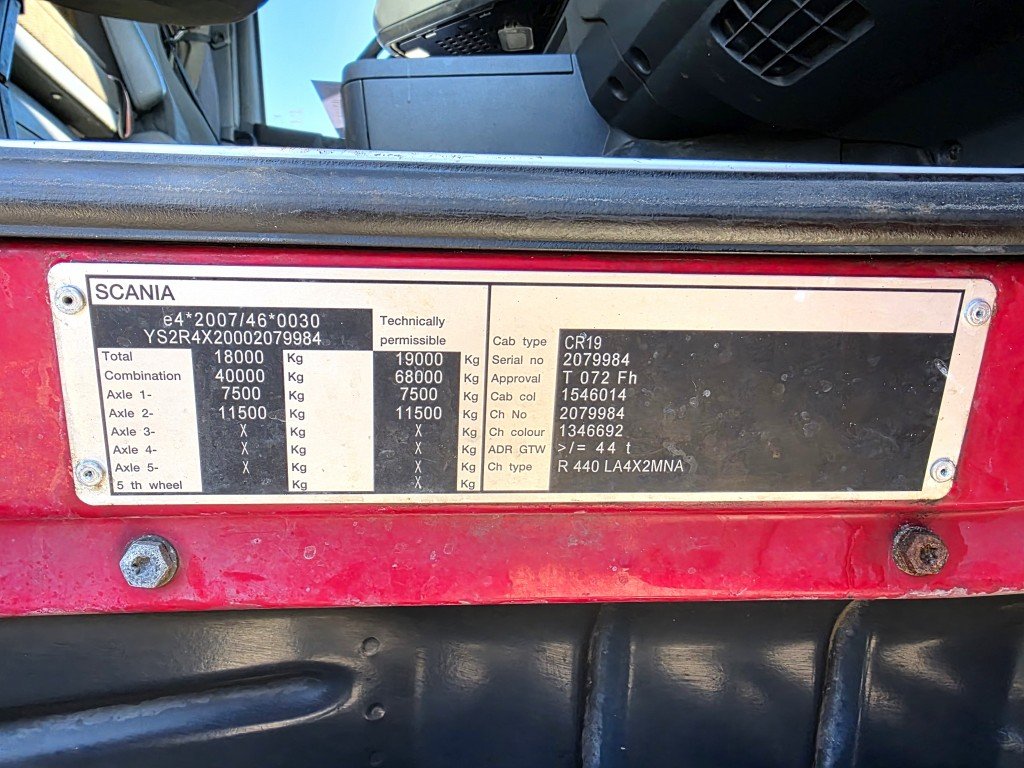 SCANIA
e4*2007/46*0030
YS2R4X20002079984
Technically
permissible
Total 18000 Kg 19000 Kg
Combination 40000 Kg 68000 Kg
Axle 1- 7500 Kg 7500 Kg
Axle 2- 11500 Kg 11500 Kg
Axle 3- X Kg X Kg
Axle 4- X Kg X Kg
Axle 5- X Kg X Kg
5 th wheel Kg X Kg
Cab type CR19
Serial no 2079984
Approval T 072 Fh
Cab col 1546014
Ch No 2079984
Ch colour 1346692
ADR GTW >/= 44 t
Ch type R 440 LA4X2MNA